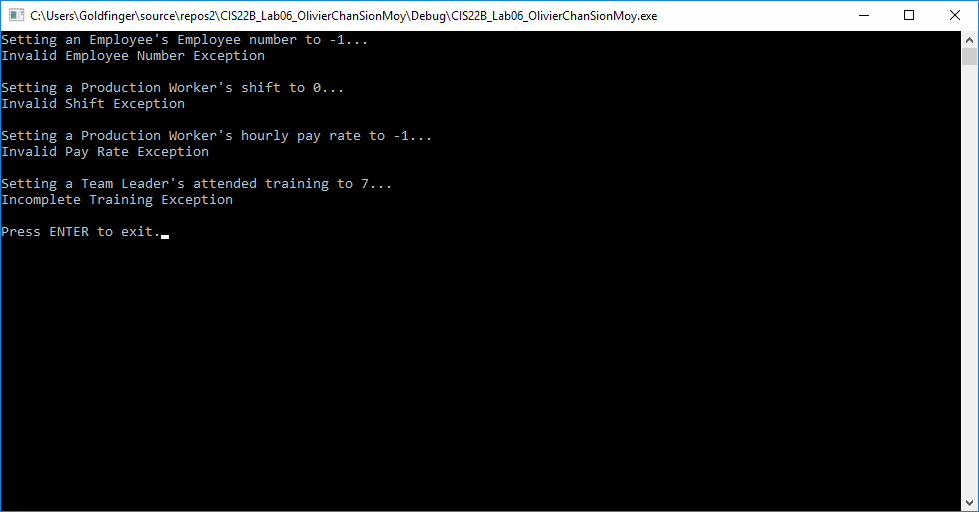 C:\Users\Goldfinger\source\repos2\CIS22B_Lab06_OlivierChanSionMoy\Debug\CIS22B_Lab06_OlivierChanSionMoy.exe
Setting an Employee's Employee number to -1...
Invalid Employee Number Exception
Setting a Production Worker's shift to 0...
Invalid Shift Exception
Setting a Production Worker's hourly pay rate to -1...
Invalid Pay Rate Exception
Setting a Team Leader's attended training to 7...
Incomplete Training Exception
Press ENTER to exit.